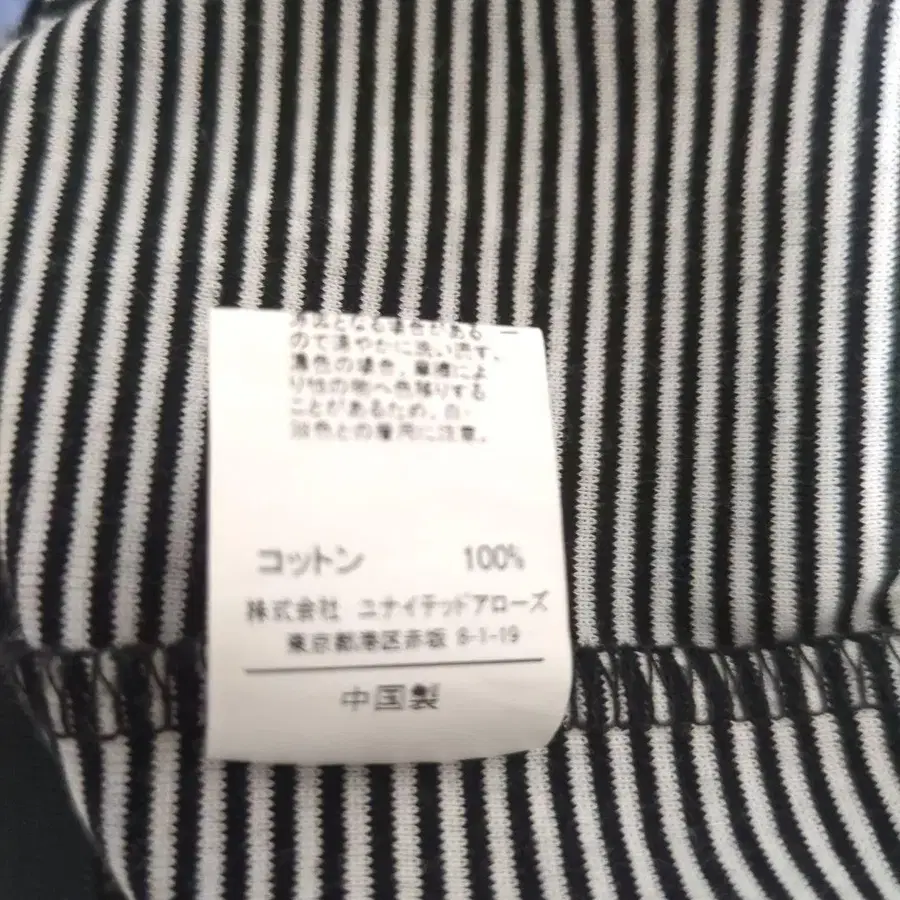 ので速やかに洗い流す。
濃色の場合、摩擦によ
り他の物へ色移りする
ことがあるため、白・
淡色との着用に注意。
コットン 100%
株式会社 ユナイテッドアローズ
東京都港区赤坂 8-1-19
中国製